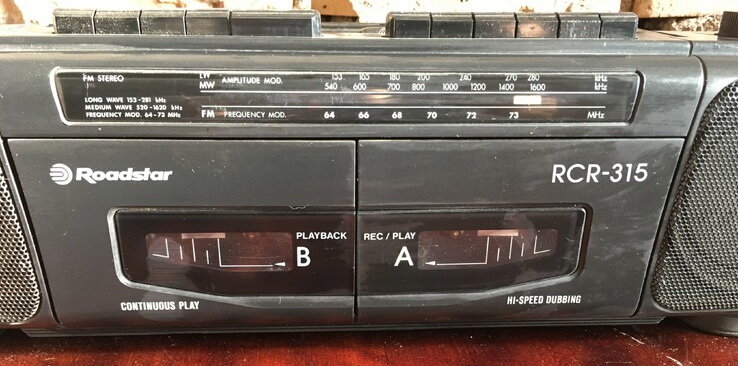 LW AMPLITUDE MOD. 153 165 180 200 240 270 280 kHz
FM STEREO
MW 540 600 700 800 1000 1200 1400 1600 kHz
LONG WAVE 153-281 kHz
MEDIUM WAVE 520-1620 kHz
FREQUENCY MOD. 64-73 MHz
FM FREQUENCY MOD. 64 66 68 70 72 73 MHz
Roadstar
RCR-315
PLAYBACK
B
REC / PLAY
A
CONTINUOUS PLAY
HI-SPEED DUBBING